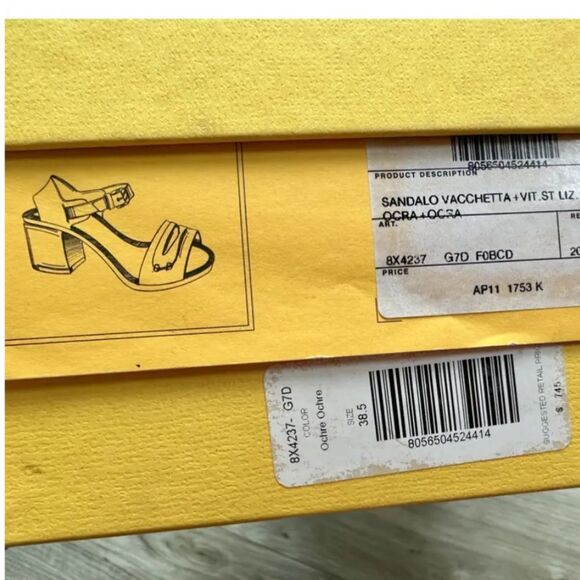 8056504524414
PRODUCT DESCRIPTION
SANDALO VACCHETTA+VIT.ST LIZ.
OCRA+OCRA
ART.
8X4237 G7D F0BCD
PRICE
AP11 1753 K
8X4237- G7D
COLOR
Ochre Ochre
SIZE
38.5
8056504524414
SUGGESTED RETAIL
$ 745